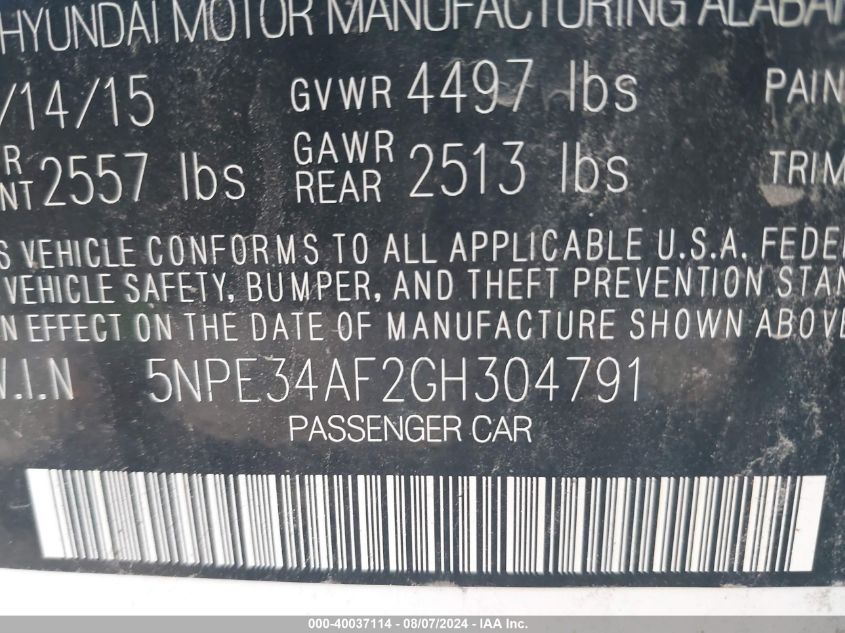 HYUNDAI MOTOR MANUFACTURING ALABA
/14/15 GVWR 4497 lbs PAIN
R NT 2557 lbs GAWR REAR 2513 lbs TRIM
S VEHICLE CONFORMS TO ALL APPLICABLE U.S.A. FEDE
VEHICLE SAFETY, BUMPER, AND THEFT PREVENTION STAN
N EFFECT ON THE DATE OF MANUFACTURE SHOWN ABOVE
V.I.N 5NPE34AF2GH304791
PASSENGER CAR
000-40037114 - 08/07/2024 - IAA Inc.